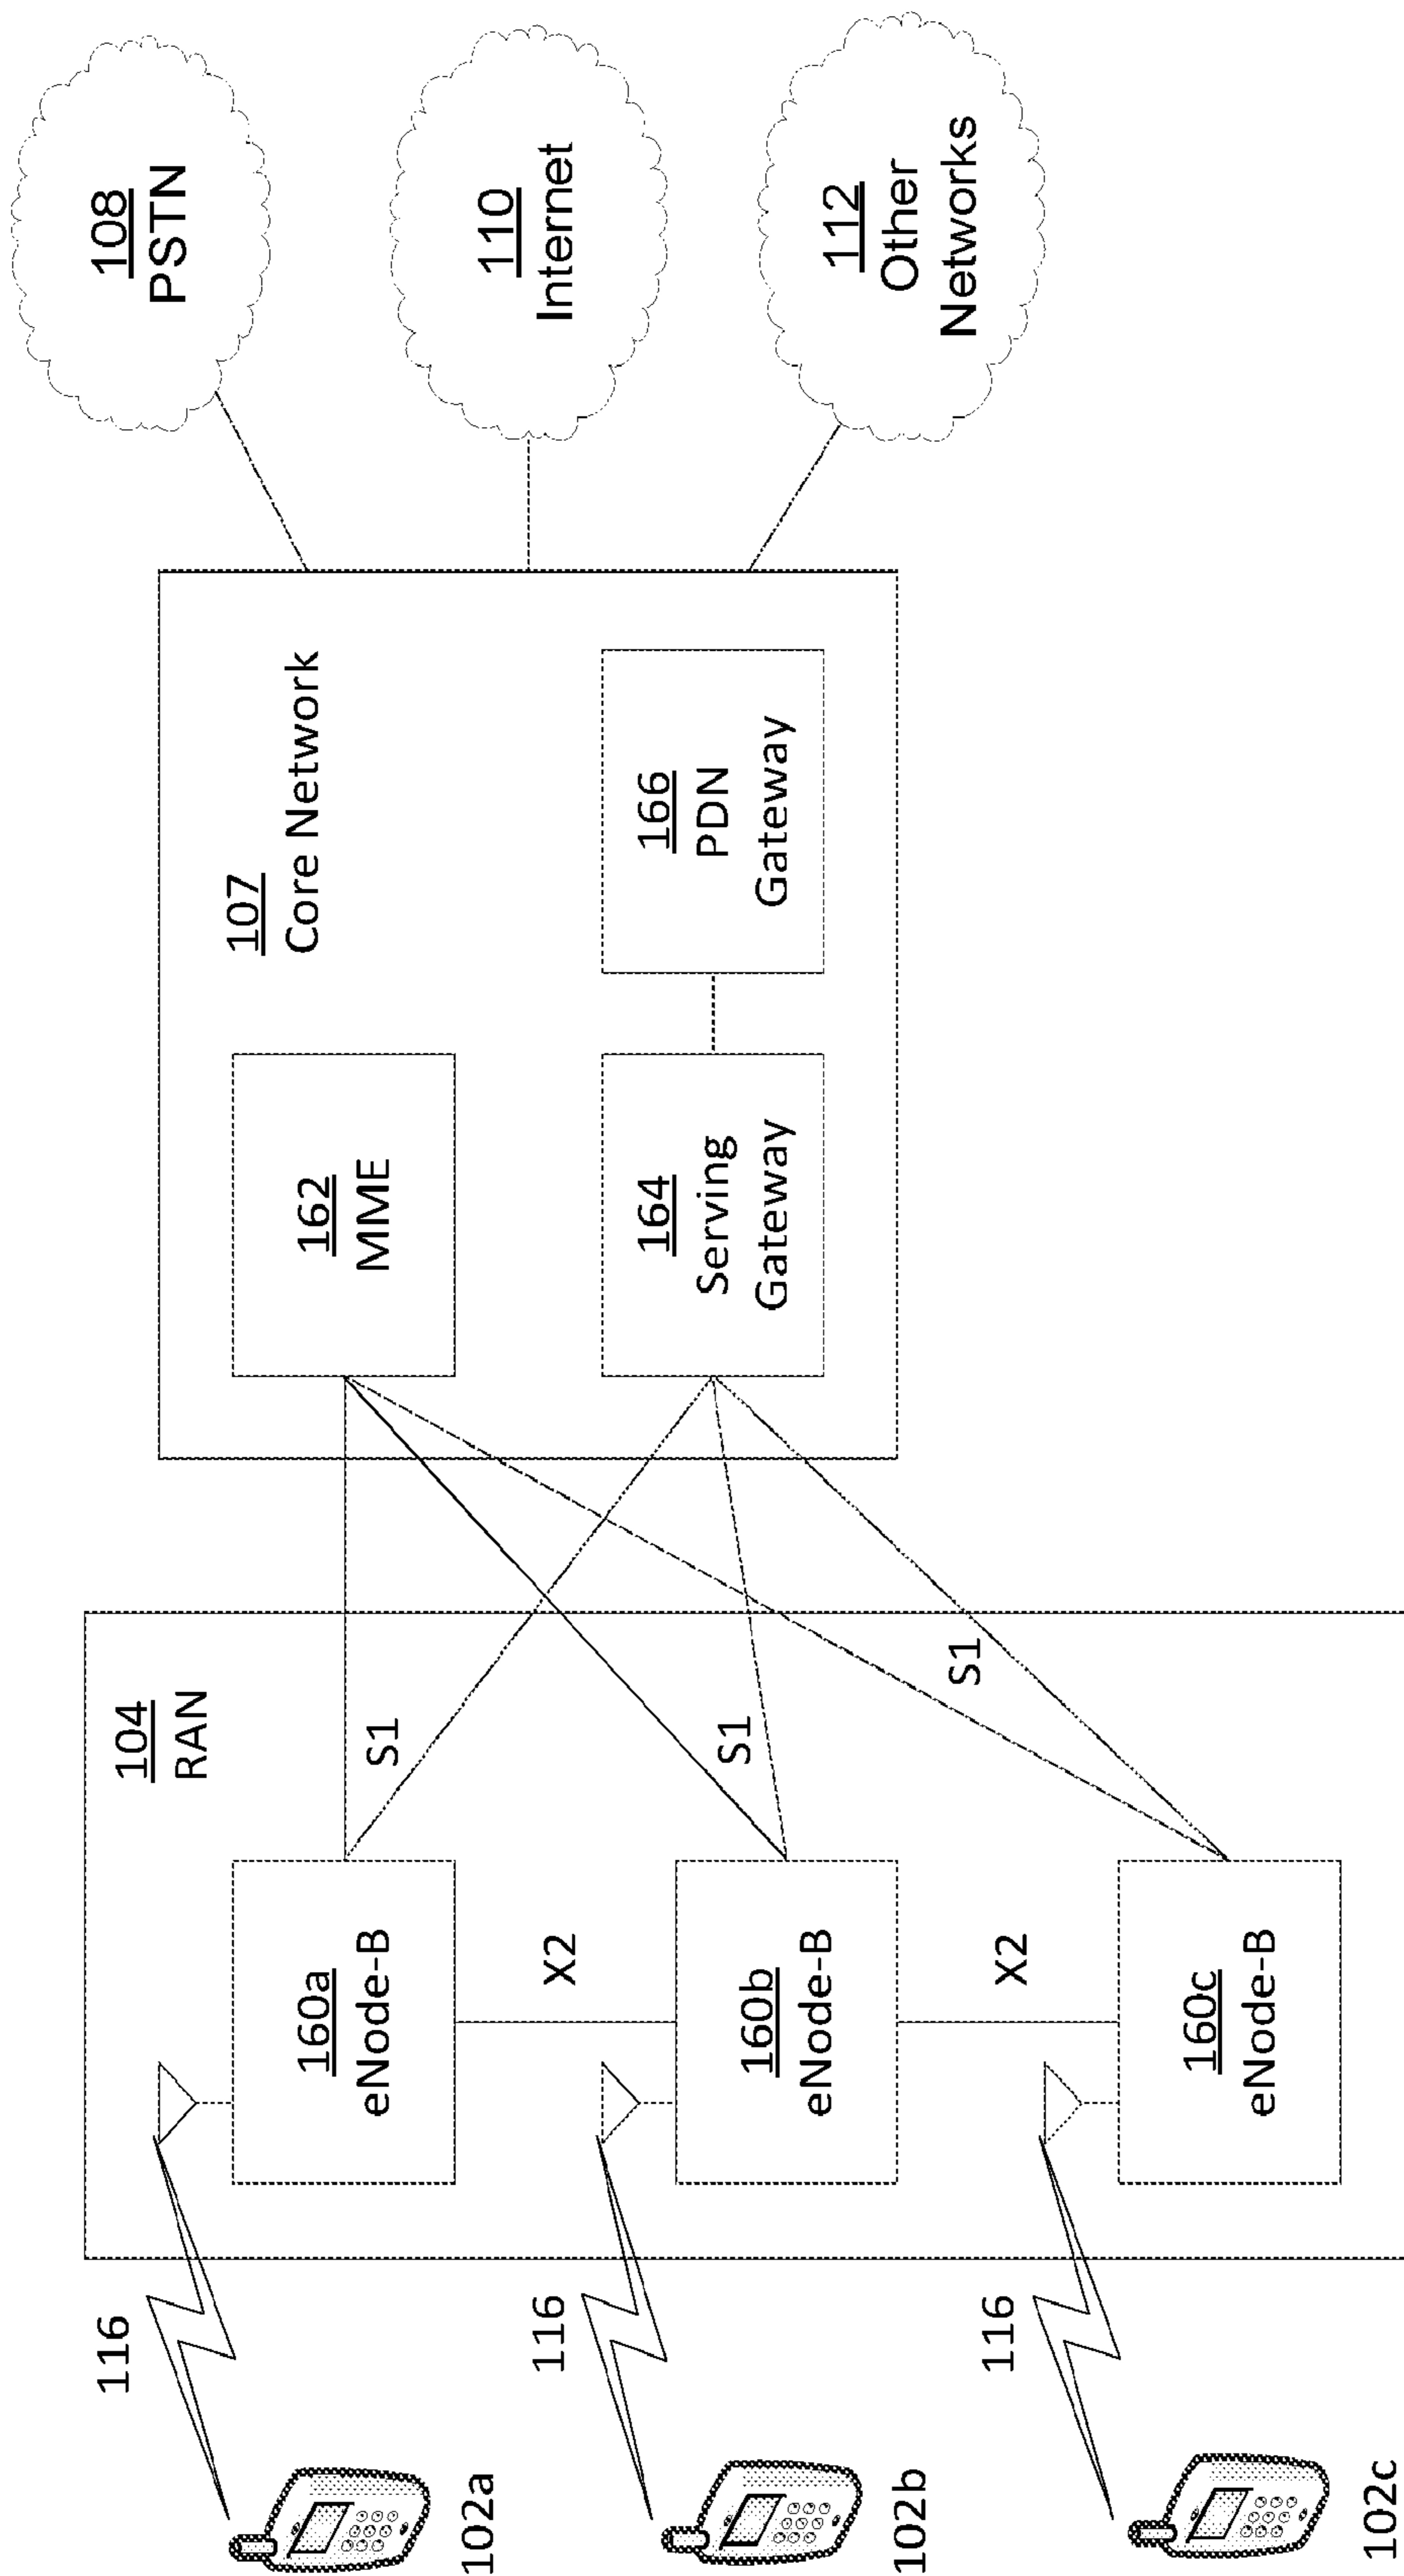 102a
116
104
RAN
160a
eNode-B
S1
X2
102b
116
160b
eNode-B
S1
X2
102c
116
160c
eNode-B
S1
107
Core Network
162
MME
164
Serving
Gateway
166
PDN
Gateway
108
PSTN
110
Internet
112
Other
Networks